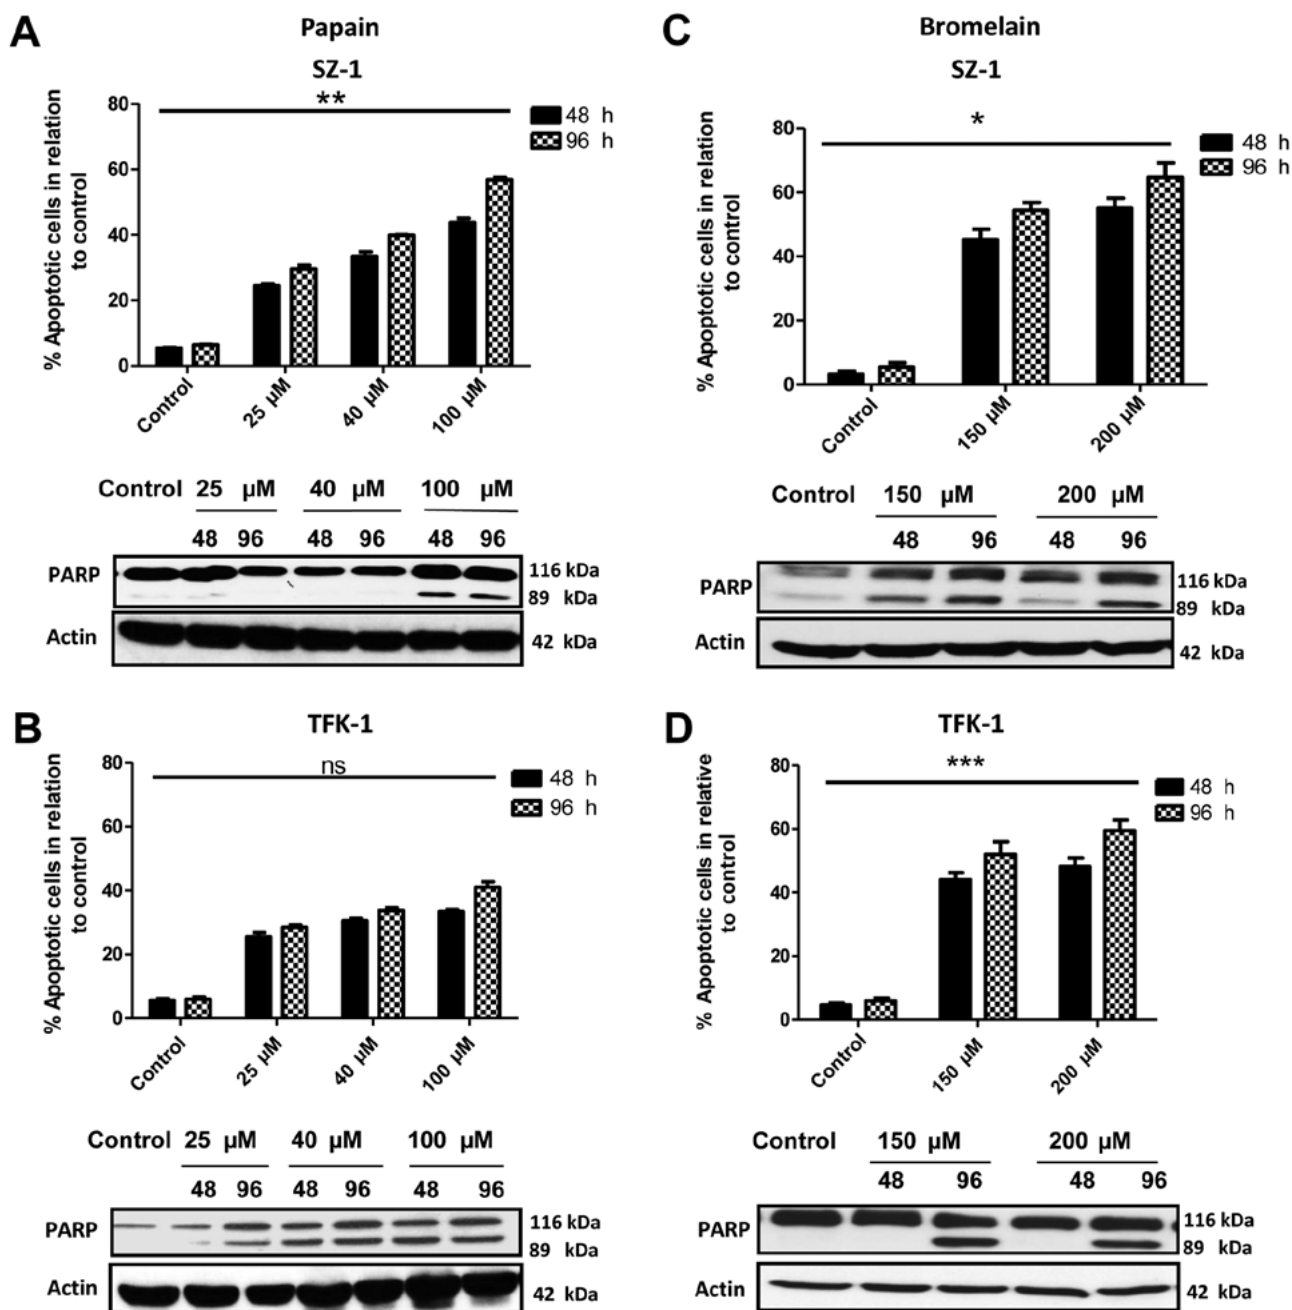 A
Papain
SZ-1
**
80
60
40
20
0
% Apoptotic cells in relation
to control
48 h
96 h
Control
25 µM
40 µM
100 µM
Control 25 µM 40 µM 100 µM
48 96 48 96 48 96
PARP
116 kDa
89 kDa
Actin
42 kDa
B
TFK-1
ns
80
60
40
20
0
% Apoptotic cells in relation
to control
48 h
96 h
Control
25 µM
40 µM
100 µM
Control 25 µM 40 µM 100 µM
48 96 48 96 48 96
PARP
116 kDa
89 kDa
Actin
42 kDa
C
Bromelain
SZ-1
*
80
60
40
20
0
% Apoptotic cells in relation
to control
48 h
96 h
Control
150 µM
200 µM
Control 150 µM 200 µM
48 96 48 96
PARP
116 kDa
89 kDa
Actin
42 kDa
D
TFK-1
***
80
60
40
20
0
% Apoptotic cells in relative
to control
48 h
96 h
Control
150 µM
200 µM
Control 150 µM 200 µM
48 96 48 96
PARP
116 kDa
89 kDa
Actin
42 kDa